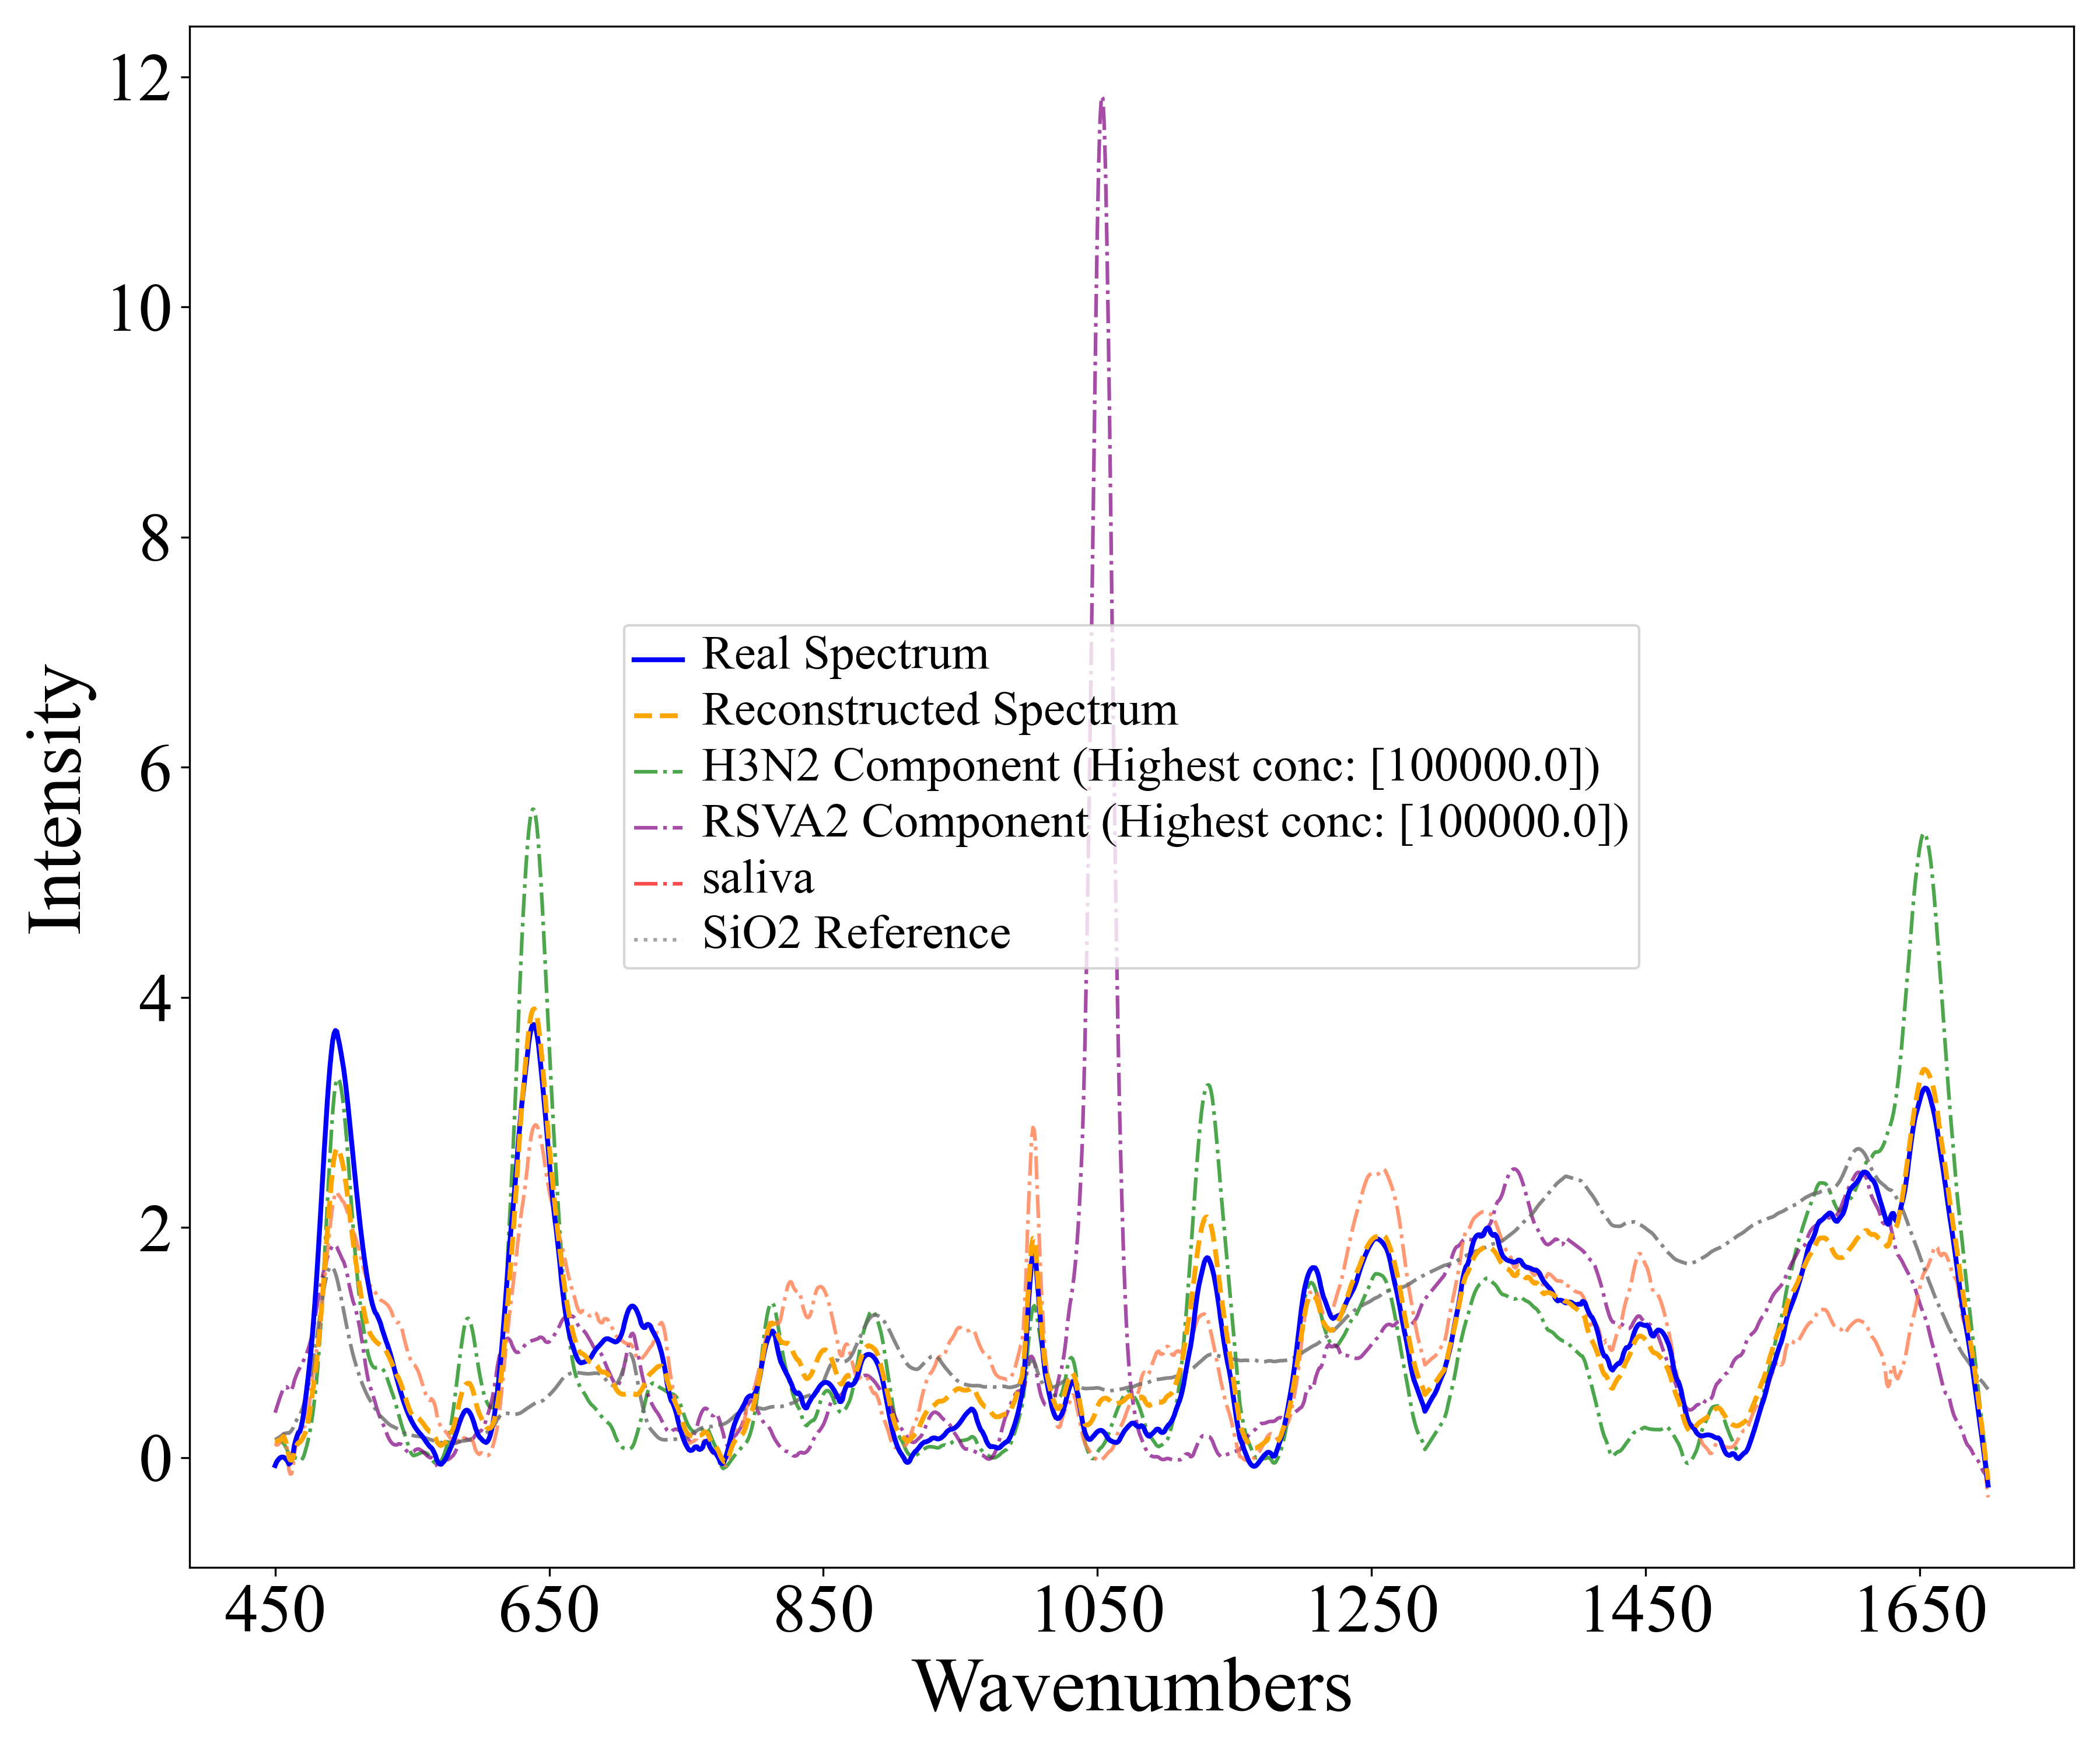 12
10
8
6
4
2
0
Intensity
Real Spectrum
Reconstructed Spectrum
H3N2 Component (Highest conc: [100000.0])
RSVA2 Component (Highest conc: [100000.0])
saliva
SiO2 Reference
450 650 850 1050 1250 1450 1650
Wavenumbers